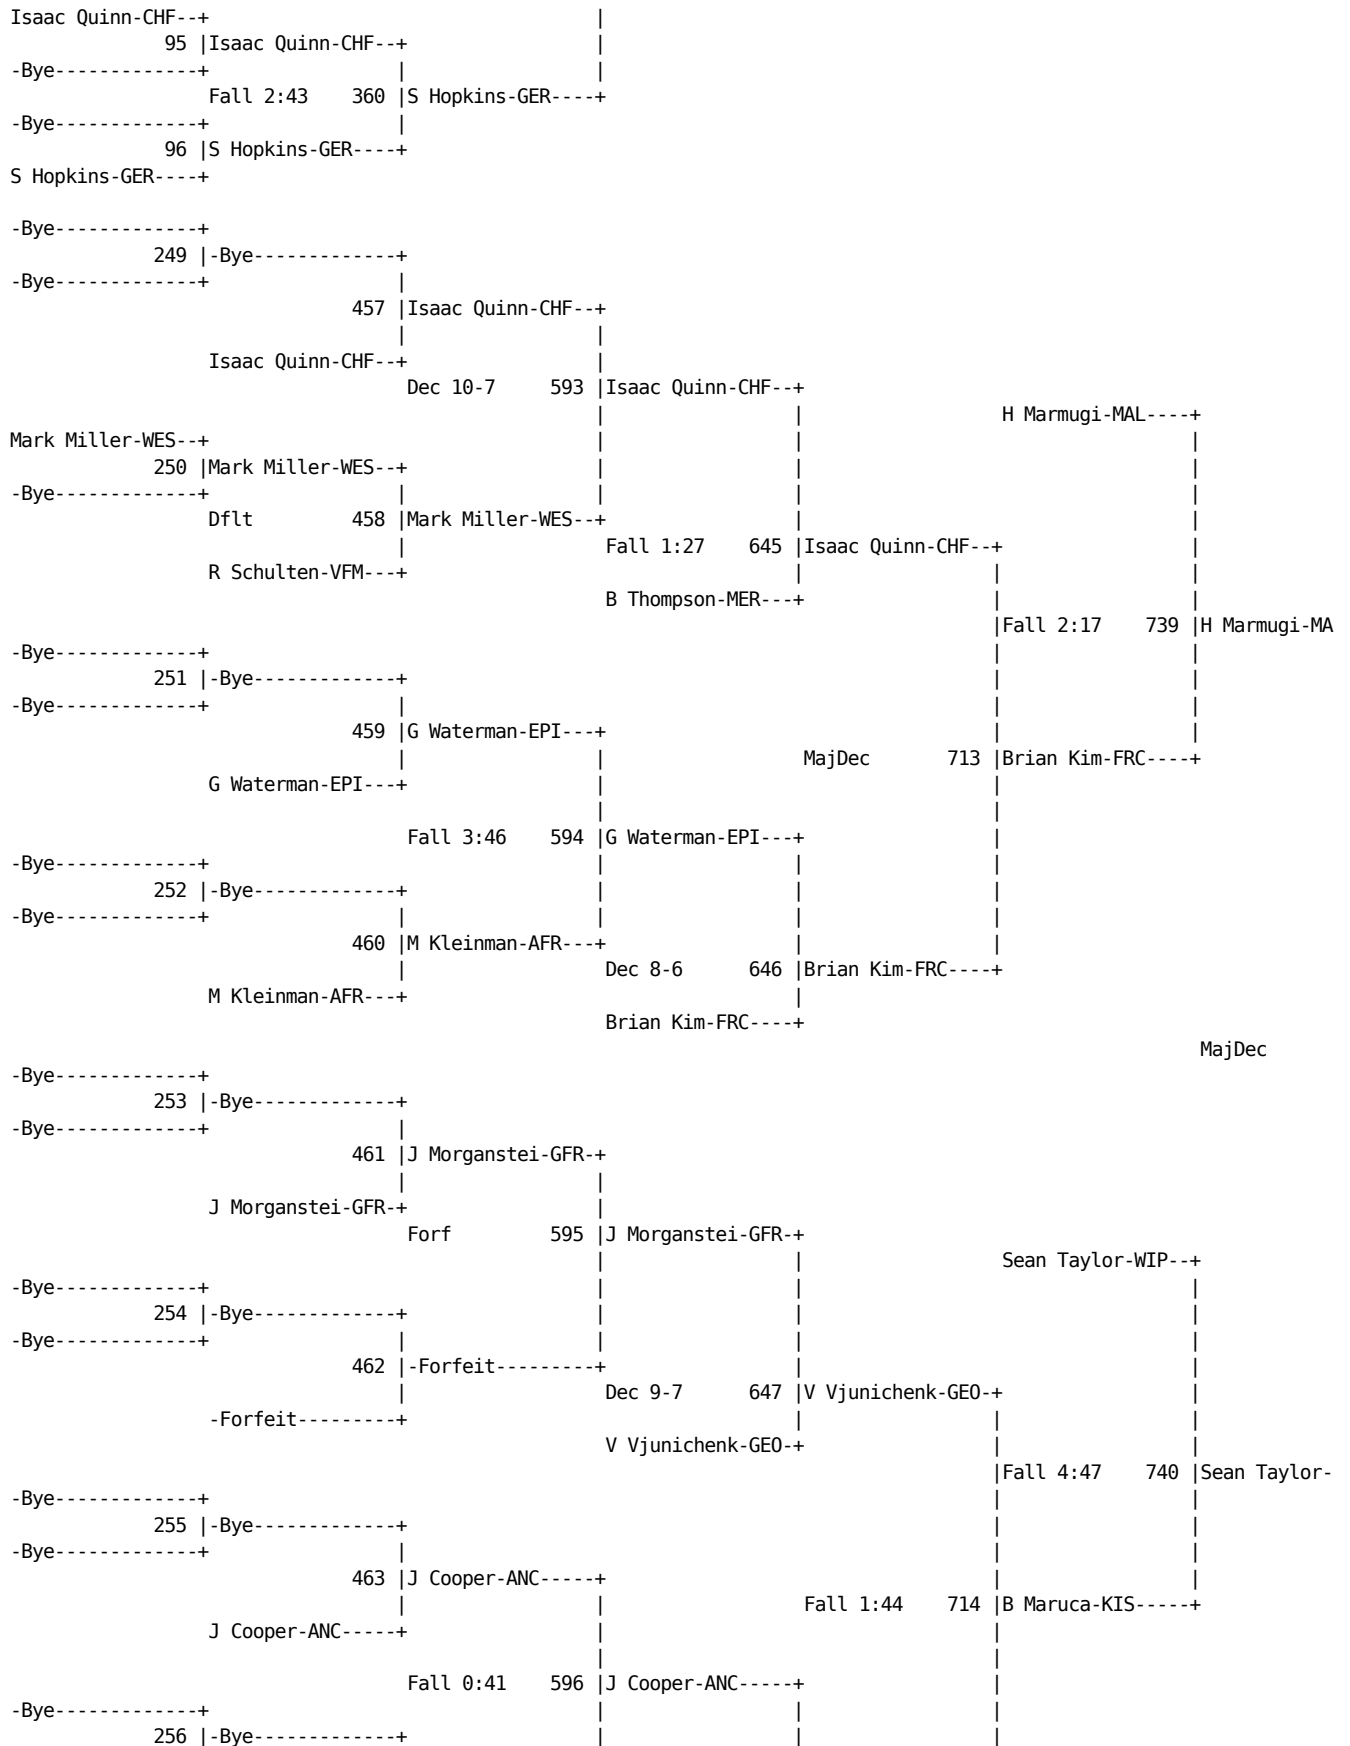 Isaac Quinn-CHF--+ |
95 |Isaac Quinn-CHF--+ |
-Bye-------------+ | |
Fall 2:43 360 |S Hopkins-GER----+
-Bye-------------+ |
96 |S Hopkins-GER----+
S Hopkins-GER----+
-Bye-------------+
249 |-Bye-------------+
-Bye-------------+ |
457 |Isaac Quinn-CHF--+
| |
Isaac Quinn-CHF--+ |
Dec 10-7 593 |Isaac Quinn-CHF--+
| | H Marmugi-MAL----+
Mark Miller-WES--+ | | |
250 |Mark Miller-WES--+ | | |
-Bye-------------+ | | | |
Dflt 458 |Mark Miller-WES--+ | |
| Fall 1:27 645 |Isaac Quinn-CHF--+ |
R Schulten-VFM---+ | | |
B Thompson-MER---+ | |
|Fall 2:17 739 |H Marmugi-MA
-Bye-------------+ | |
251 |-Bye-------------+ | |
-Bye-------------+ | | |
459 |G Waterman-EPI---+ | |
| | MajDec 713 |Brian Kim-FRC----+
G Waterman-EPI---+ | |
| |
Fall 3:46 594 |G Waterman-EPI---+ |
-Bye-------------+ | | |
252 |-Bye-------------+ | | |
-Bye-------------+ | | | |
460 |M Kleinman-AFR---+ | |
| Dec 8-6 646 |Brian Kim-FRC----+
M Kleinman-AFR---+ |
Brian Kim-FRC----+
MajDec
-Bye-------------+
253 |-Bye-------------+
-Bye-------------+ |
461 |J Morganstei-GFR-+
| |
J Morganstei-GFR-+ |
Forf 595 |J Morganstei-GFR-+
| | Sean Taylor-WIP--+
-Bye-------------+ | | |
254 |-Bye-------------+ | | |
-Bye-------------+ | | | |
462 |-Forfeit---------+ | |
| Dec 9-7 647 |V Vjunichenk-GEO-+ |
-Forfeit---------+ | | |
V Vjunichenk-GEO-+ | |
|Fall 4:47 740 |Sean Taylor-
-Bye-------------+ | |
255 |-Bye-------------+ | |
-Bye-------------+ | | |
463 |J Cooper-ANC-----+ | |
| | Fall 1:44 714 |B Maruca-KIS-----+
J Cooper-ANC-----+ | |
| |
Fall 0:41 596 |J Cooper-ANC-----+ |
-Bye-------------+ | | |
256 |-Bye-------------+ | | |